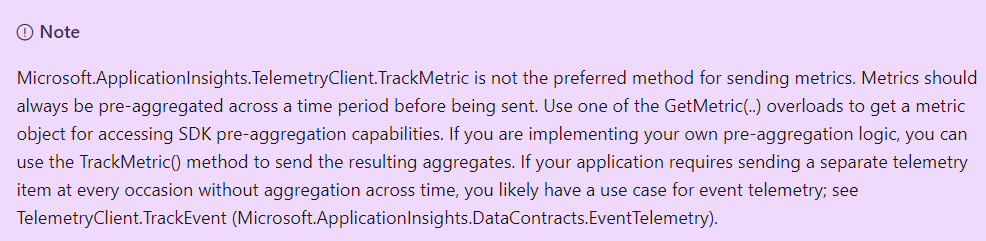 Note
Microsoft.ApplicationInsights.TelemetryClient.TrackMetric is not the preferred method for sending metrics. Metrics should
always be pre-aggregated across a time period before being sent. Use one of the GetMetric(..) overloads to get a metric
object for accessing SDK pre-aggregation capabilities. If you are implementing your own pre-aggregation logic, you can
use the TrackMetric() method to send the resulting aggregates. If your application requires sending a separate telemetry
item at every occasion without aggregation across time, you likely have a use case for event telemetry; see
TelemetryClient.TrackEvent (Microsoft.ApplicationInsights.DataContracts.EventTelemetry).